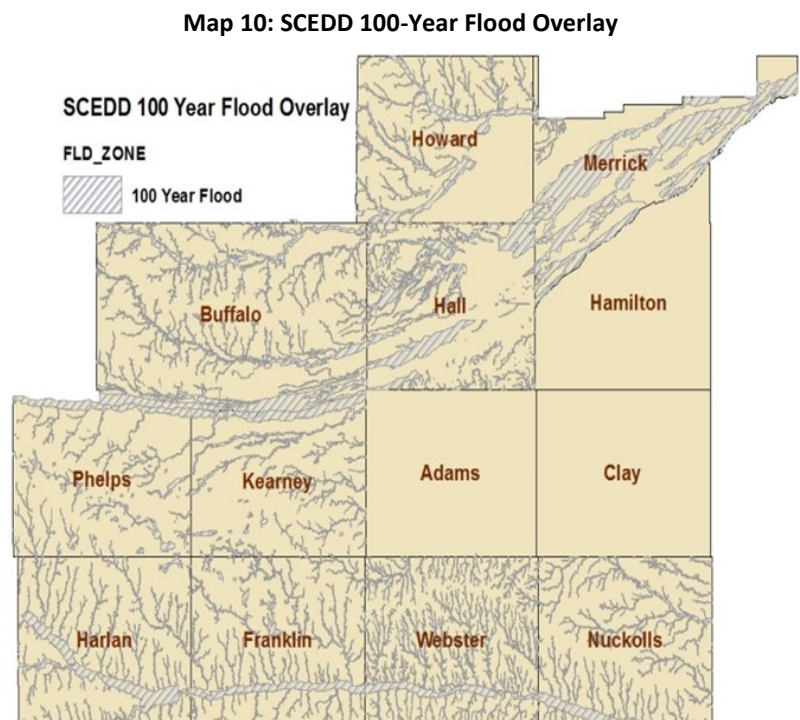 Map 10: SCEDD 100-Year Flood Overlay
SCEDD 100 Year Flood Overlay
FLD_ZONE
100 Year Flood
Howard
Merrick
Buffalo
Hall
Hamilton
Phelps
Kearney
Adams
Clay
Harlan
Franklin
Webster
Nuckolls